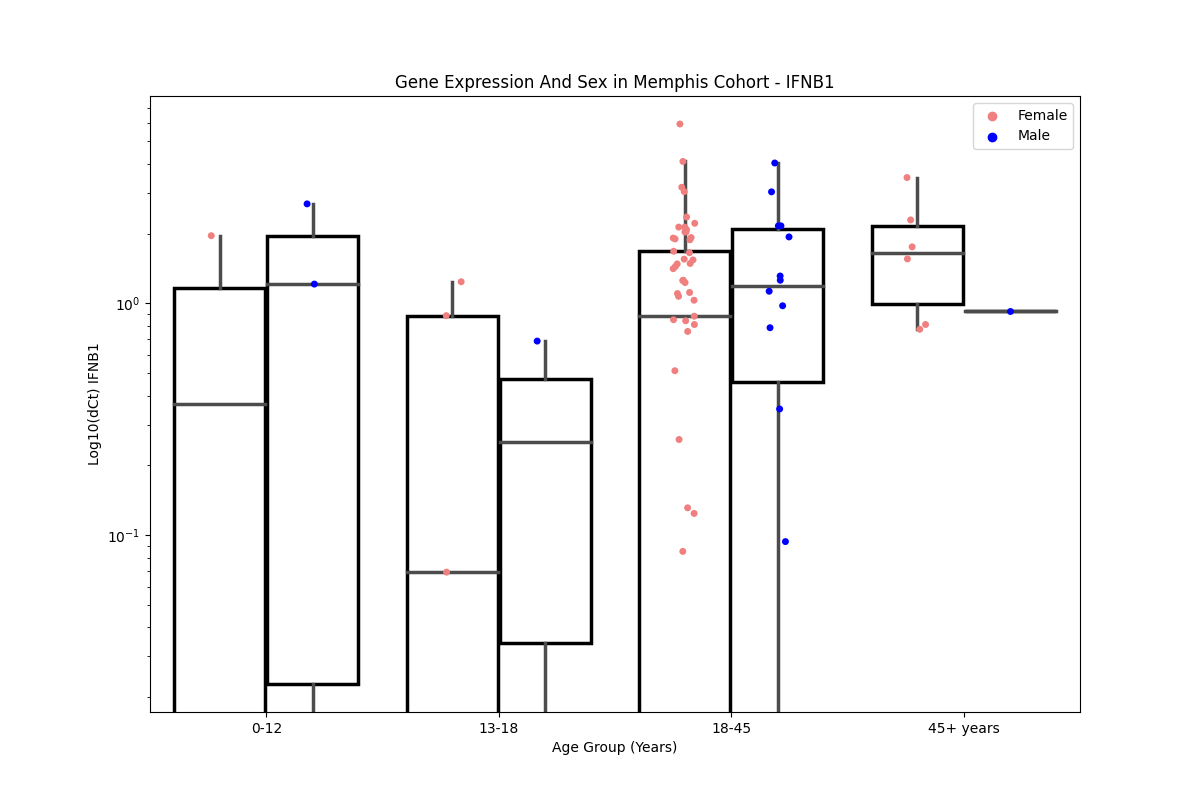 Gene Expression And Sex in Memphis Cohort - IFNB1
Female
Male
Log10(dCt) IFNB1
10⁰
10⁻¹
0-12
13-18
18-45
45+ years
Age Group (Years)